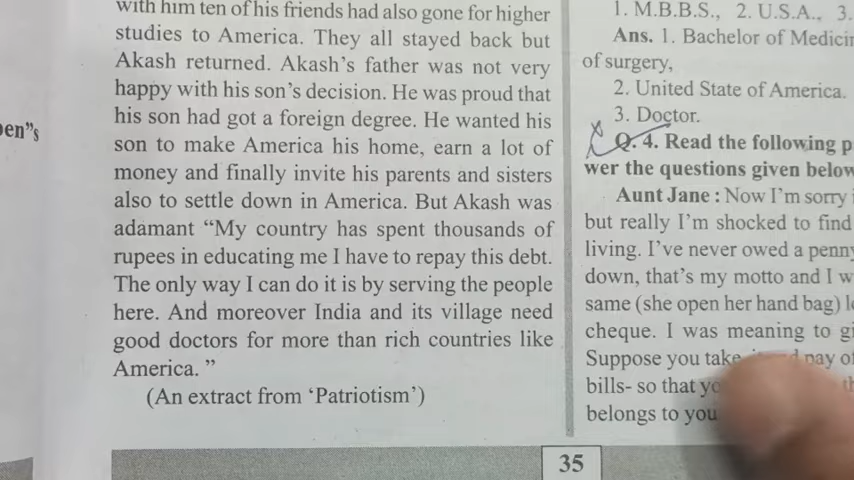 with him ten of his friends had also gone for higher
studies to America. They all stayed back but
Akash returned. Akash's father was not very
happy with his son's decision. He was proud that
his son had got a foreign degree. He wanted his
son to make America his home, earn a lot of
money and finally invite his parents and sisters
also to settle down in America. But Akash was
adamant “My country has spent thousands of
rupees in educating me I have to repay this debt.
The only way I can do it is by serving the people
here. And moreover India and its village need
good doctors for more than rich countries like
America. ”
(An extract from ‘Patriotism’)
1. M.B.B.S., 2. U.S.A., 3.
Ans. 1. Bachelor of
of surgery,
2. United State of America.
3. Doctor.
Q. 4. Read the following
wer the questions given
Aunt Jane : Now I'm sorry
but really I'm shocked to find
living. I've never owed a penny
down, that's my motto and I
same (she open her hand bag)
cheque. I was meaning to
Suppose you take pay
bills- so that
belongs to you
35